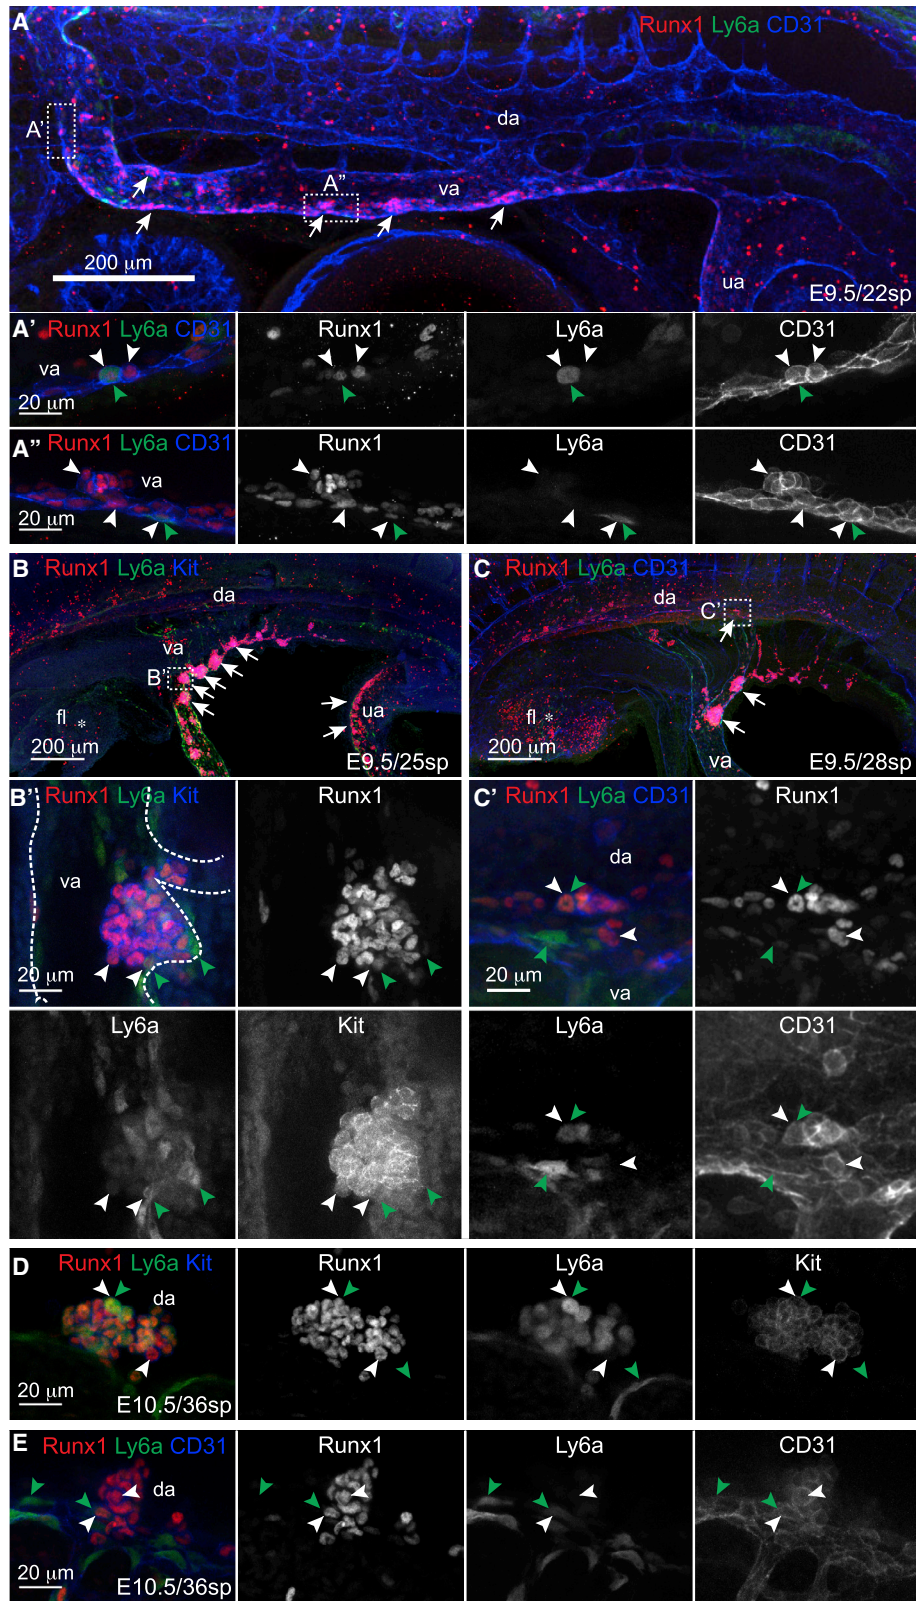 A
Runx1 Ly6a CD31
A'
da
A"
va
200 µm
ua
E9.5/22sp
A' Runx1 Ly6a CD31
Runx1
Ly6a
CD31
va
20 µm
A" Runx1 Ly6a CD31
Runx1
Ly6a
CD31
va
20 µm
B Runx1 Ly6a Kit
da
va
B'
fl *
ua
200 µm
E9.5/25sp
C Runx1 Ly6a CD31
da
C'
fl *
200 µm
va
E9.5/28sp
B' Runx1 Ly6a Kit
Runx1
va
20 µm
C' Runx1 Ly6a CD31
Runx1
da
20 µm
va
Ly6a
Kit
Ly6a
CD31
D Runx1 Ly6a Kit
Runx1
Ly6a
Kit
da
20 µm
E10.5/36sp
E Runx1 Ly6a CD31
Runx1
Ly6a
CD31
da
20 µm
E10.5/36sp